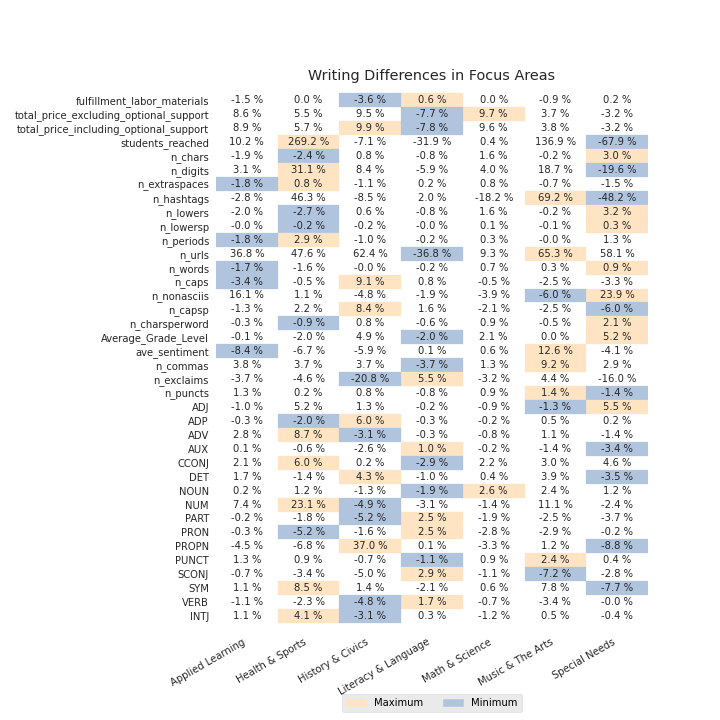 Writing Differences in Focus Areas
fulfillment_labor_materials -1.5 % 0.0 % -3.6 % 0.6 % 0.0 % -0.9 % 0.2 %
total_price_excluding_optional_support 8.6 % 5.5 % 9.5 % -7.7 % 9.7 % 3.7 % -3.2 %
total_price_including_optional_support 8.9 % 5.7 % 9.9 % -7.8 % 9.6 % 3.8 % -3.2 %
students_reached 10.2 % 269.2 % -7.1 % -31.9 % 0.4 % 136.9 % -67.9 %
n_chars -1.9 % -2.4 % 0.8 % -0.8 % 1.6 % -0.2 % 3.0 %
n_digits 3.1 % 31.1 % 8.4 % -5.9 % 4.0 % 18.7 % -19.6 %
n_extraspaces -1.8 % 0.8 % -1.1 % 0.2 % 0.8 % -0.7 % -1.5 %
n_hashtags -2.8 % 46.3 % -8.5 % 2.0 % -18.2 % 69.2 % -48.2 %
n_lowers -2.0 % -2.7 % 0.6 % -0.8 % 1.6 % -0.2 % 3.2 %
n_lowersp -0.0 % -0.2 % -0.2 % -0.0 % 0.1 % -0.1 % 0.3 %
n_periods -1.8 % 2.9 % -1.0 % -0.2 % 0.3 % -0.0 % 1.3 %
n_urls 36.8 % 47.6 % 62.4 % -36.8 % 9.3 % 65.3 % 58.1 %
n_words -1.7 % -1.6 % -0.0 % -0.2 % 0.7 % 0.3 % 0.9 %
n_caps -3.4 % -0.5 % 9.1 % 0.8 % -0.5 % -2.5 % -3.3 %
n_nonasciis 16.1 % 1.1 % -4.8 % -1.9 % -3.9 % -6.0 % 23.9 %
n_capsp -1.3 % 2.2 % 8.4 % 1.6 % -2.1 % -2.5 % -6.0 %
n_charsperword -0.3 % -0.9 % 0.8 % -0.6 % 0.9 % -0.5 % 2.1 %
Average_Grade_Level -0.1 % -2.0 % 4.9 % -2.0 % 2.1 % 0.0 % 5.2 %
ave_sentiment -8.4 % -6.7 % -5.9 % 0.1 % 0.6 % 12.6 % -4.1 %
n_commas 3.8 % 3.7 % 3.7 % -3.7 % 1.3 % 9.2 % 2.9 %
n_exclaims -3.7 % -4.6 % -20.8 % 5.5 % -3.2 % 4.4 % -16.0 %
n_puncts 1.3 % 0.2 % 0.8 % -0.8 % 0.9 % 1.4 % -1.4 %
ADJ -1.0 % 5.2 % 1.3 % -0.2 % -0.9 % -1.3 % 5.5 %
ADP -0.3 % -2.0 % 6.0 % -0.3 % -0.2 % 0.5 % 0.2 %
ADV 2.8 % 8.7 % -3.1 % -0.3 % -0.8 % 1.1 % -1.4 %
AUX 0.1 % -0.6 % -2.6 % 1.0 % -0.2 % -1.4 % -3.4 %
CCONJ 2.1 % 6.0 % 0.2 % -2.9 % 2.2 % 3.0 % 4.6 %
DET 1.7 % -1.4 % 4.3 % -1.0 % 0.4 % 3.9 % -3.5 %
NOUN 0.2 % 1.2 % -1.3 % -1.9 % 2.6 % 2.4 % 1.2 %
NUM 7.4 % 23.1 % -4.9 % -3.1 % -1.4 % 11.1 % -2.4 %
PART -0.2 % -1.8 % -5.2 % 2.5 % -1.9 % -2.5 % -3.7 %
PRON -0.3 % -5.2 % -1.6 % 2.5 % -2.8 % -2.9 % -0.2 %
PROPN -4.5 % -6.8 % 37.0 % 0.1 % -3.3 % 1.2 % -8.8 %
PUNCT 1.3 % 0.9 % -0.7 % -1.1 % 0.9 % 2.4 % 0.4 %
SCONJ -0.7 % -3.4 % -5.0 % 2.9 % -1.1 % -7.2 % -2.8 %
SYM 1.1 % 8.5 % 1.4 % -2.1 % 0.6 % 7.8 % -7.7 %
VERB -1.1 % -2.3 % -4.8 % 1.7 % -0.7 % -3.4 % -0.0 %
INTJ 1.1 % 4.1 % -3.1 % 0.3 % -1.2 % 0.5 % -0.4 %
Applied Learning Health & Sports History & Civics Literacy & Language Math & Science Music & The Arts Special Needs
Maximum Minimum